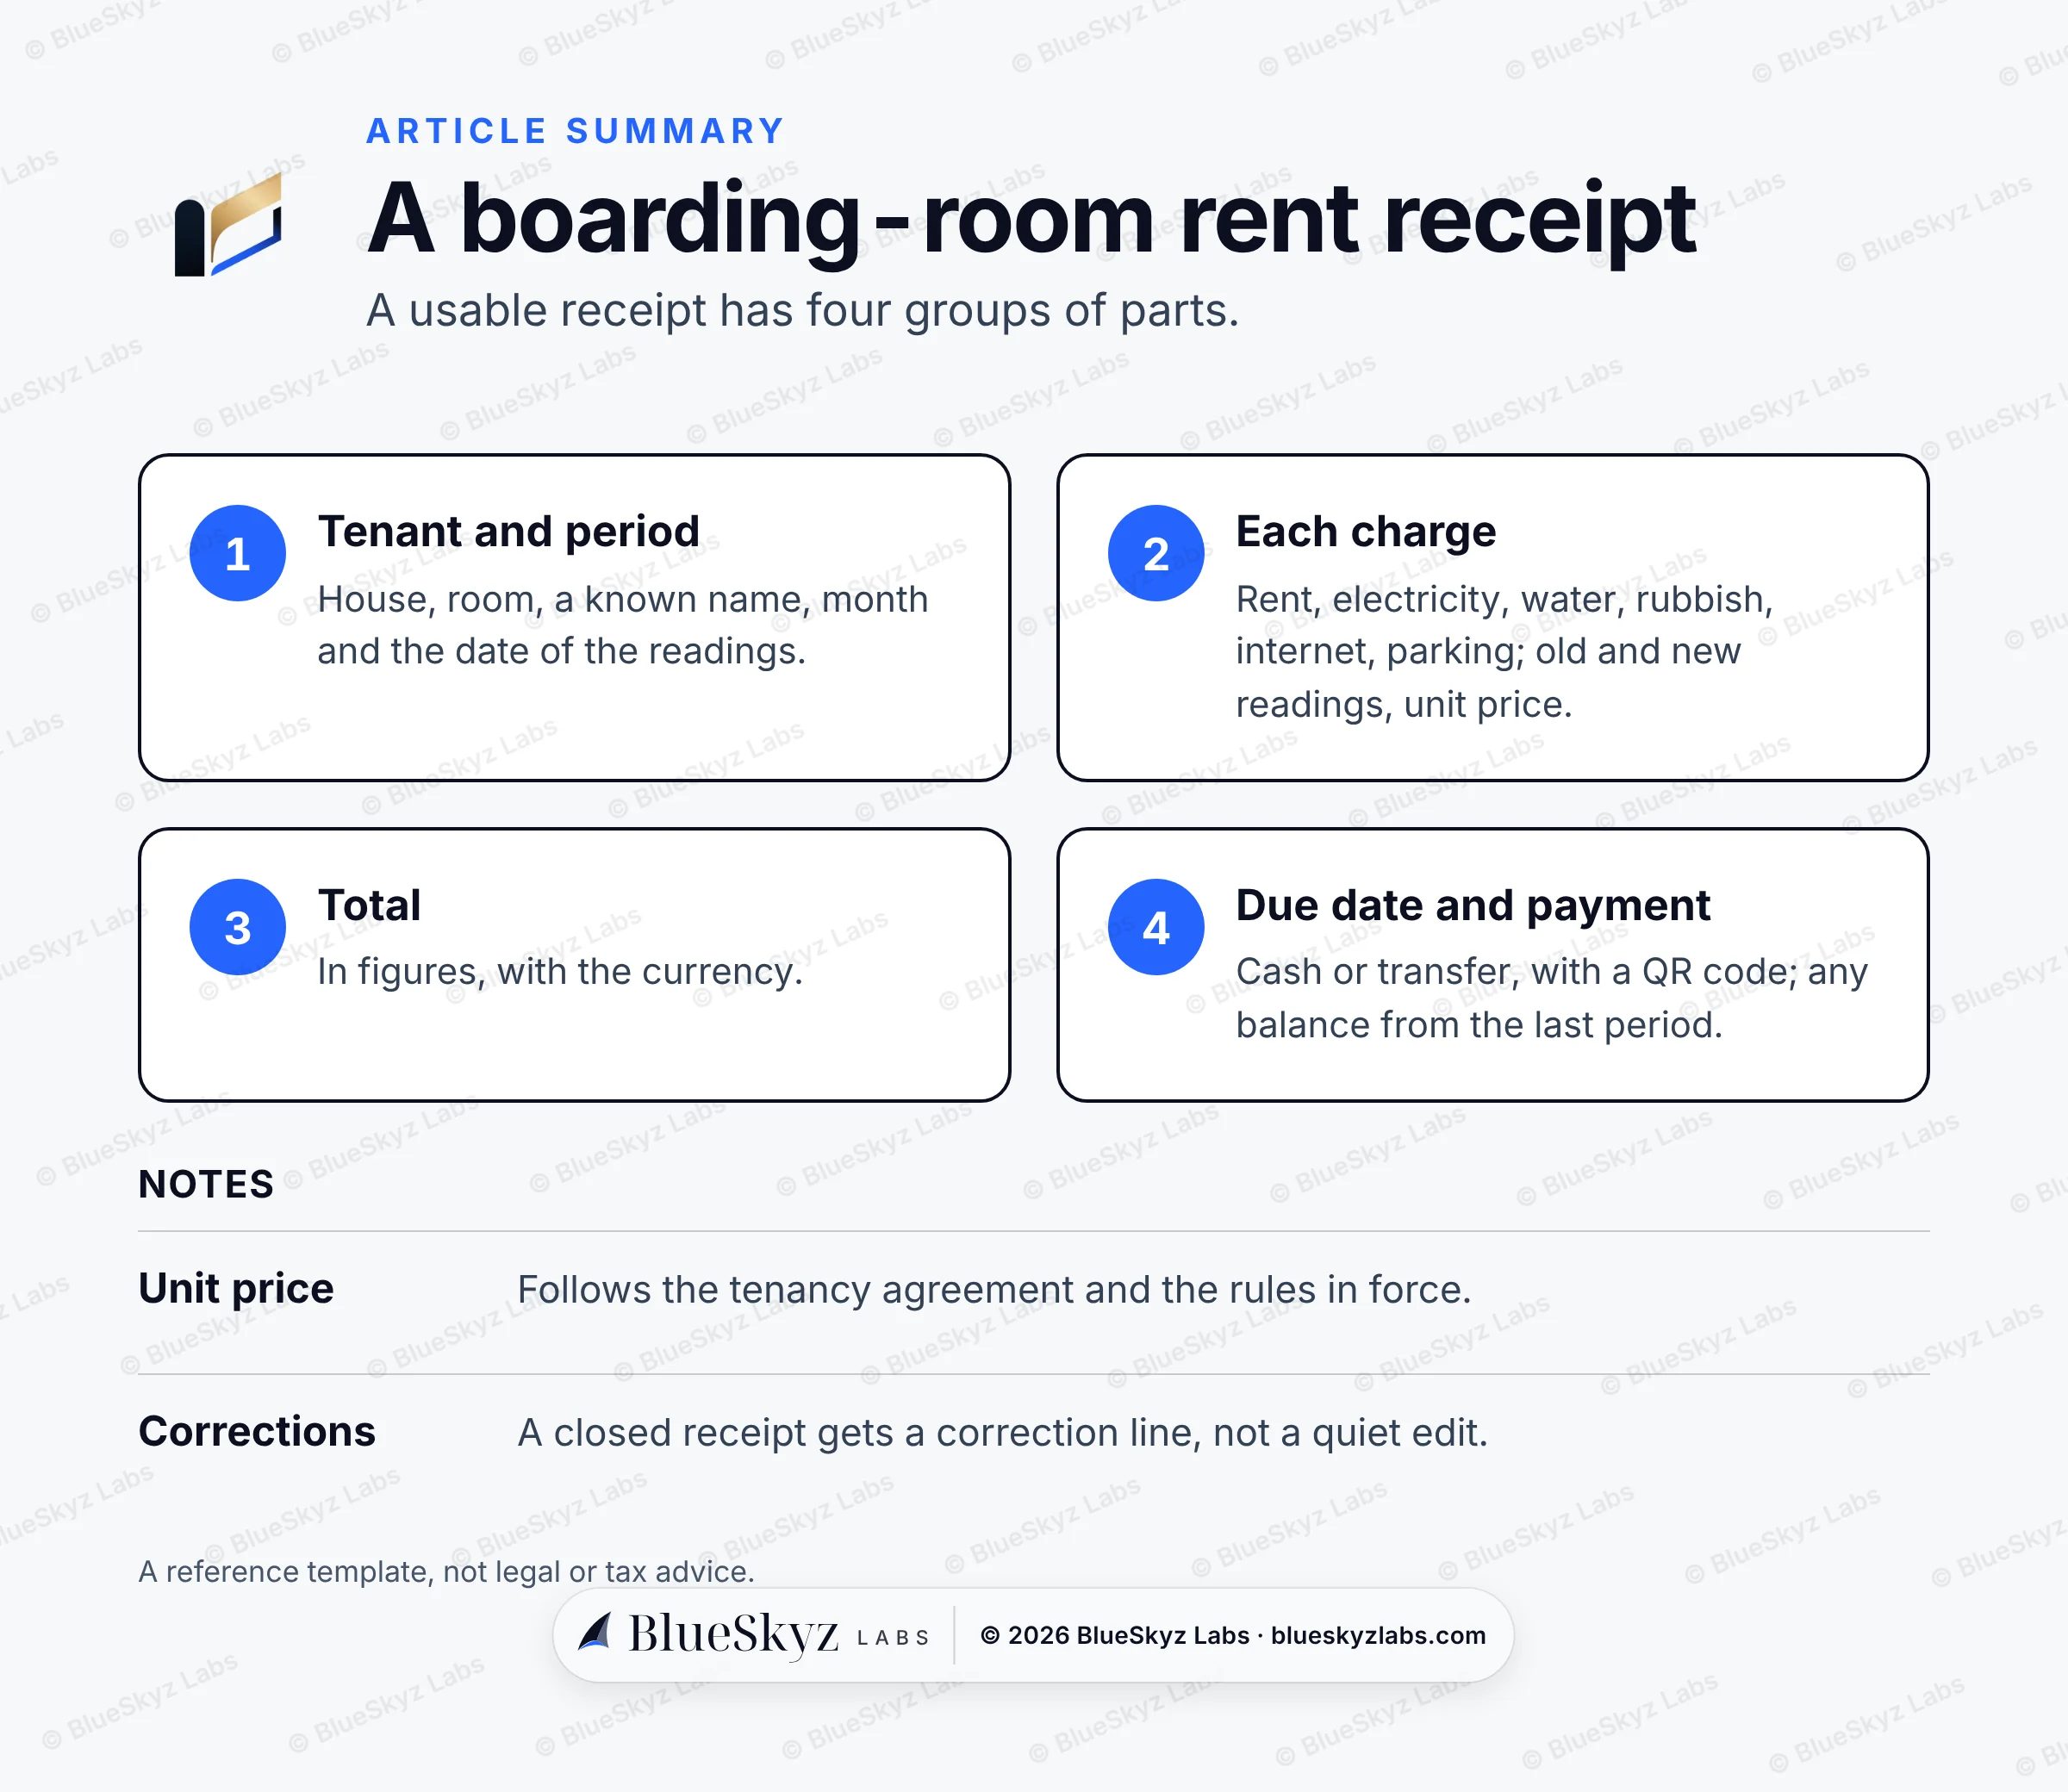 ARTICLE SUMMARY
A boarding-room rent receipt
A usable receipt has four groups of parts.
1
Tenant and period
House, room, a known name, month
and the date of the readings.
2
Each charge
Rent, electricity, water, rubbish,
internet, parking; old and new
readings, unit price.
3
Total
In figures, with the currency.
4
Due date and payment
Cash or transfer, with a QR code; any
balance from the last period.
NOTES
Unit price
Follows the tenancy agreement and the rules in force.
Corrections
A closed receipt gets a correction line, not a quiet edit.
A reference template, not legal or tax advice.
BlueSkyz LABS
© 2026 BlueSkyz Labs · blueskyzlabs.com
© BlueSkyz Labs